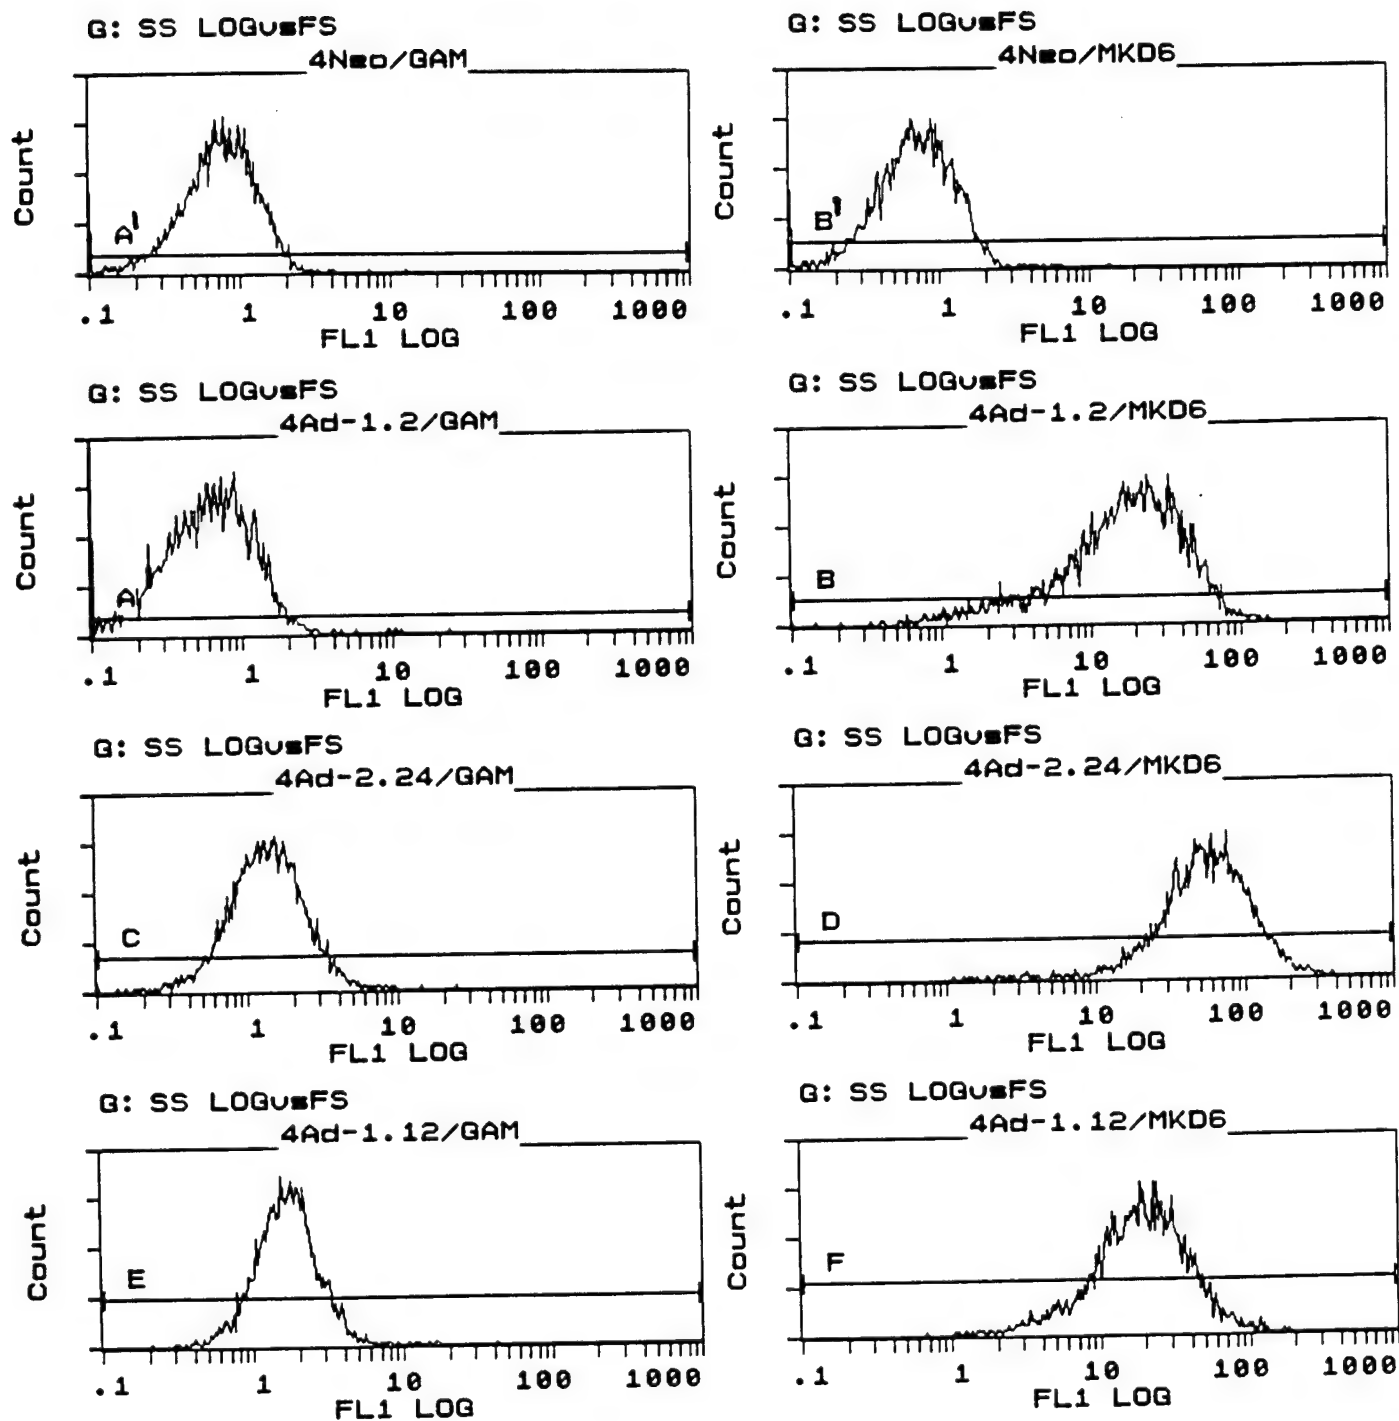 G: SS LOGvsFS
4Neo/GAM
Count
A'
.1 1 10 100 1000
FL1 LOG
G: SS LOGvsFS
4Neo/MKD6
Count
B'
.1 1 10 100 1000
FL1 LOG
G: SS LOGvsFS
4Ad-1.2/GAM
Count
A
.1 1 10 100 1000
FL1 LOG
G: SS LOGvsFS
4Ad-1.2/MKD6
Count
B
.1 1 10 100 1000
FL1 LOG
G: SS LOGvsFS
4Ad-2.24/GAM
Count
C
.1 1 10 100 1000
FL1 LOG
G: SS LOGvsFS
4Ad-2.24/MKD6
Count
D
.1 1 10 100 1000
FL1 LOG
G: SS LOGvsFS
4Ad-1.12/GAM
Count
E
.1 1 10 100 1000
FL1 LOG
G: SS LOGvsFS
4Ad-1.12/MKD6
Count
F
.1 1 10 100 1000
FL1 LOG